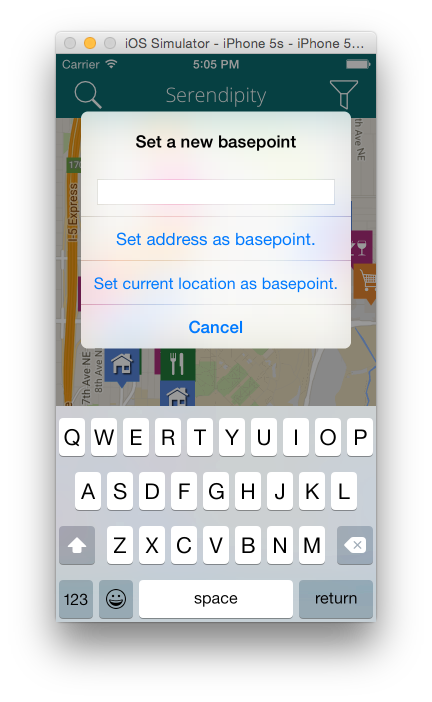 iOS Simulator - iPhone 5s - iPhone 5...
Carrier 5:05 PM
Serendipity
Set a new basepoint
Set address as basepoint.
Set current location as basepoint.
Cancel
7th Ave NE
I-5 Express
7th Ave NE
8th Ave NE
Q W E R T Y U I O P
A S D F G H J K L
Z X C V B N M
123 space return